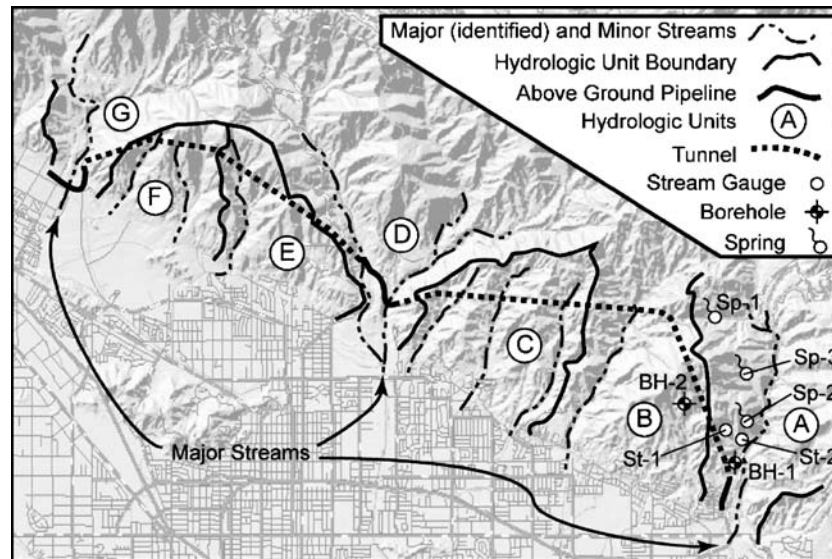 Major (identified) and Minor Streams
Hydrologic Unit Boundary
Above Ground Pipeline
Hydrologic Units A
Tunnel
Stream Gauge
Borehole
Spring
G
F
E
D
C
B
A
Sp-1
Sp-3
Sp-2
BH-2
St-1
St-2
BH-1
Major Streams